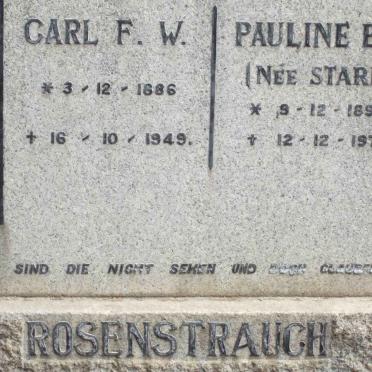 CARL F. W.
* 3 - 12 - 1886
+ 16 - 10 - 1949.
PAULINE
(NÉE
* 9 - 12 -
+ 12 - 12 -
SIND DIE NICHT SEHEN UND DOCH
ROSENSTRAUCH